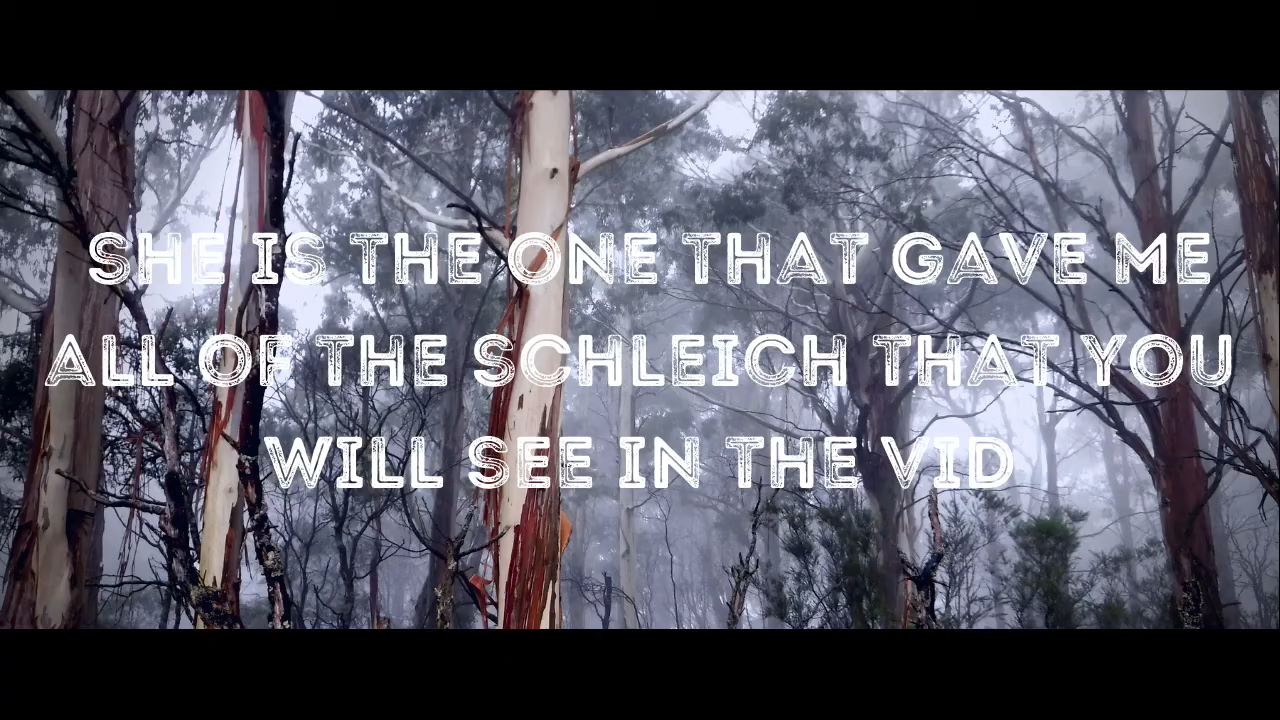 SHE IS THE ONE THAT GAVE ME
ALL OF THE SCHLEICH THAT YOU
WILL SEE IN THE VID